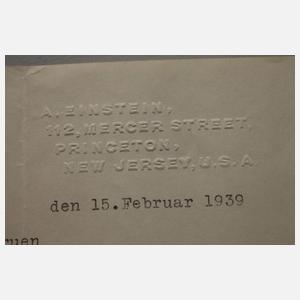 A. EINSTEIN,
112, MERCER STREET,
PRINCETON,
NEW JERSEY, U.S.A.
den 15.Februar 1939